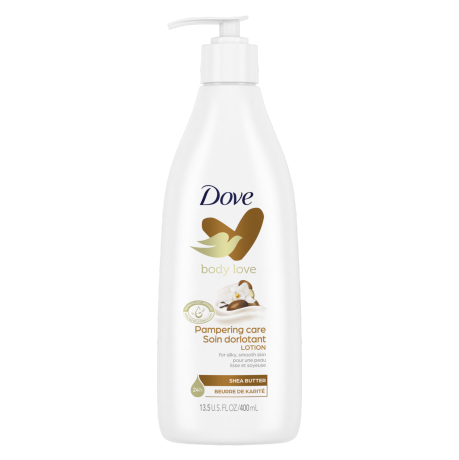 Dove
body love
Pampering care
Soin dorlotant
LOTION
for silky, smooth skin
pour une peau
lisse et soyeuse
SHEA BUTTER
24H
BEURRE DE KARITÉ
13.5 U.S. FL OZ/400 mL